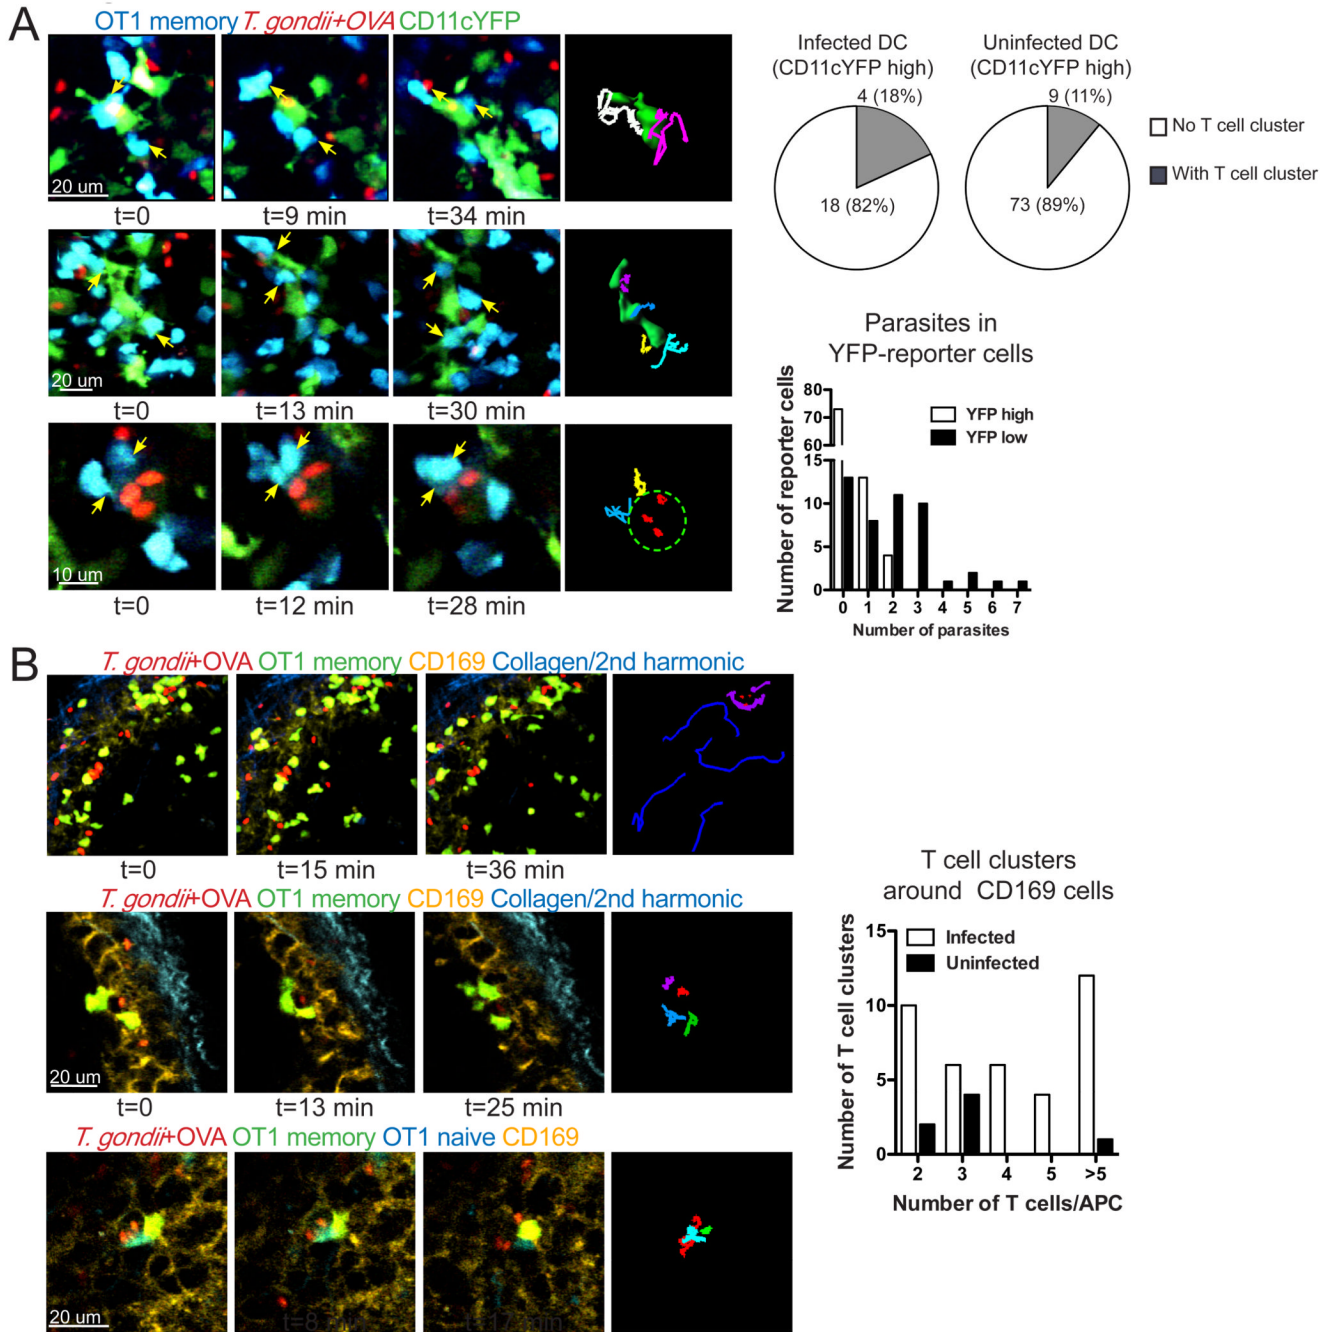 A
OT1 memory T. gondii+OVA CD11cYFP
20 um
t=0
t=9 min
t=34 min
20 um
t=0
t=13 min
t=30 min
10 um
t=0
t=12 min
t=28 min
Infected DC
(CD11cYFP high)
4 (18%)
18 (82%)
Uninfected DC
(CD11cYFP high)
9 (11%)
73 (89%)
No T cell cluster
With T cell cluster
Parasites in
YFP-reporter cells
Number of reporter cells
80
70
60
15
10
5
0
YFP high
YFP low
0 1 2 3 4 5 6 7
Number of parasites
B
T. gondii+OVA OT1 memory CD169 Collagen/2nd harmonic
t=0
t=15 min
t=36 min
T. gondii+OVA OT1 memory CD169 Collagen/2nd harmonic
20 um
t=0
t=13 min
t=25 min
T. gondii+OVA OT1 memory OT1 naive CD169
20 um
t=8 min
t=17 min
T cell clusters
around CD169 cells
Number of T cell clusters
15
10
5
0
Infected
Uninfected
2 3 4 5 >5
Number of T cells/APC